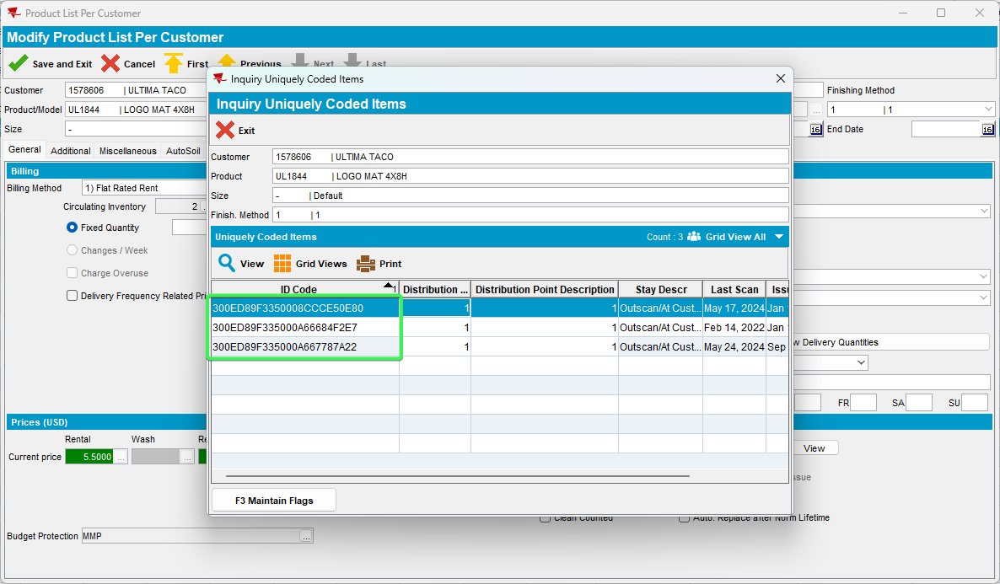 Product List Per Customer
Modify Product List Per Customer
Save and Exit Cancel First Previous Next Last
Customer 1578606 | ULTIMA TACO Finishing Method
Product/Model UL1844 | LOGO MAT 4X8H ... 1 | 1
Size - 16 End Date 16
General Additional Miscellaneous AutoSoil
Billing
Billing Method 1) Flat Rated Rent
Circulating Inventory 2
Fixed Quantity
Changes / Week
Charge Overuse
Delivery Frequency Related
Delivery Quantities
FR SA SU
Prices (USD)
Rental Wash
Current price 5.5000 ... ...
View
Clean Counted Auto. Replace after Norm Lifetime
Budget Protection MMP ...
Inquiry Uniquely Coded Items
Inquiry Uniquely Coded Items
Exit
Customer 1578606 | ULTIMA TACO
Product UL1844 | LOGO MAT 4X8H
Size - | Default
Finish. Method 1 | 1
Uniquely Coded Items Count : 3 Grid View All
View Grid Views Print
ID Code 1 Distribution ... Distribution Point Description Stay Descr Last Scan Iss
300ED89F3350008CCCE50E80 1 1 Outscan/At Cust... May 17, 2024 Jan
300ED89F335000A66684F2E7 1 1 Outscan/At Cust... Feb 14, 2022 Jan
300ED89F335000A667787A22 1 1 Outscan/At Cust... May 24, 2024 Sep
F3 Maintain Flags